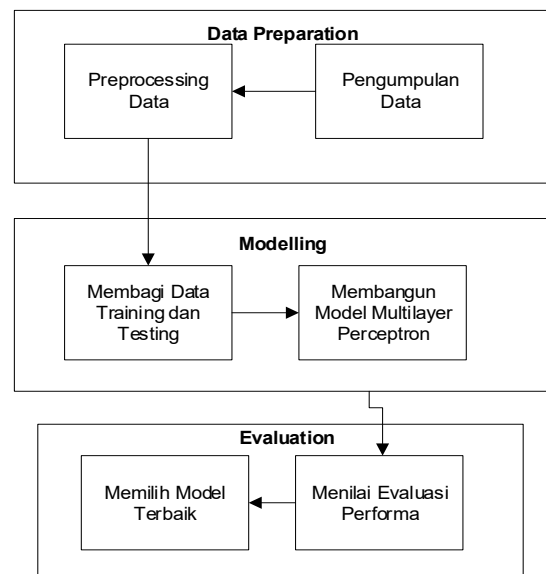 Data Preparation
Preprocessing
Data
Pengumpulan
Data
Modelling
Membagi Data
Training dan
Testing
Membangun
Model Multilayer
Perceptron
Evaluation
Memilih Model
Terbaik
Menilai Evaluasi
Performa